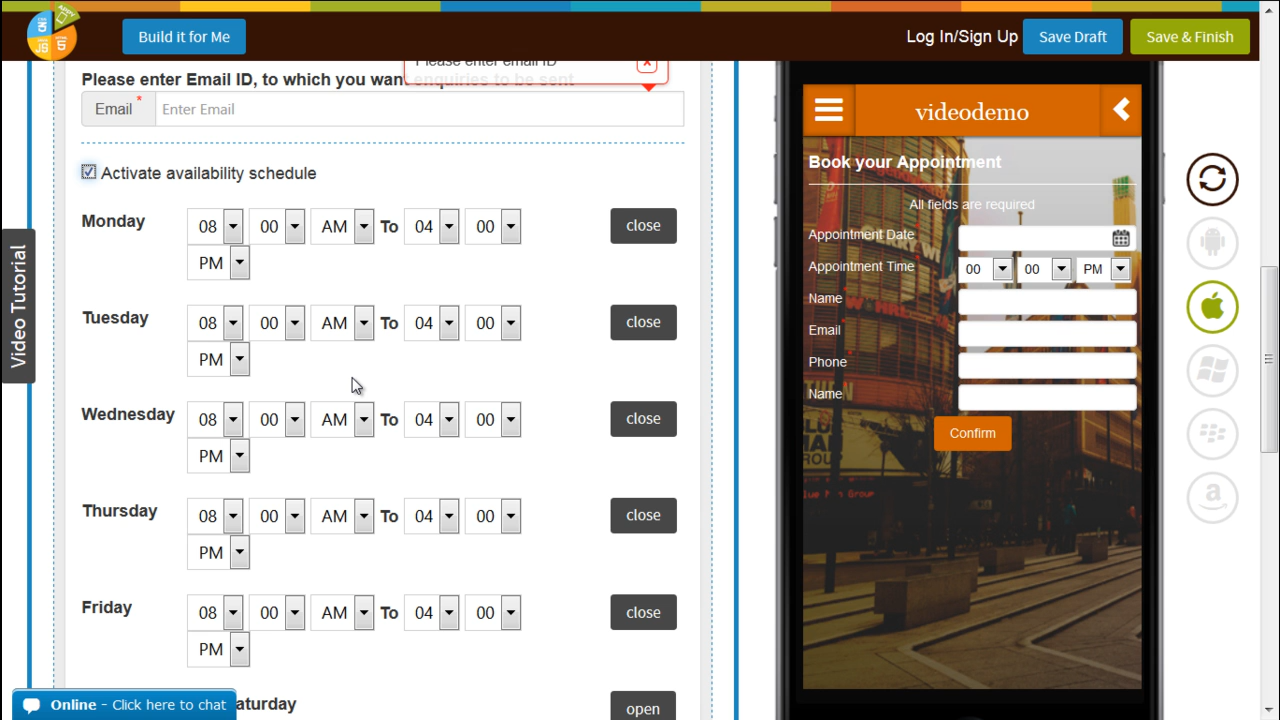 Build it for Me
Log In/Sign Up
Save Draft
Save & Finish
Please enter email ID
Please enter Email ID, to which you want enquiries to be sent
Email *
Enter Email
Activate availability schedule
Monday 08 00 AM To 04 00 close
PM
Tuesday 08 00 AM To 04 00 close
PM
Wednesday 08 00 AM To 04 00 close
PM
Thursday 08 00 AM To 04 00 close
PM
Friday 08 00 AM To 04 00 close
PM
aturday open
Video Tutorial
Online - Click here to chat
videodemo
Book your Appointment
All fields are required
Appointment Date
Appointment Time 00 00 PM
Name
Email
Phone
Name
Confirm